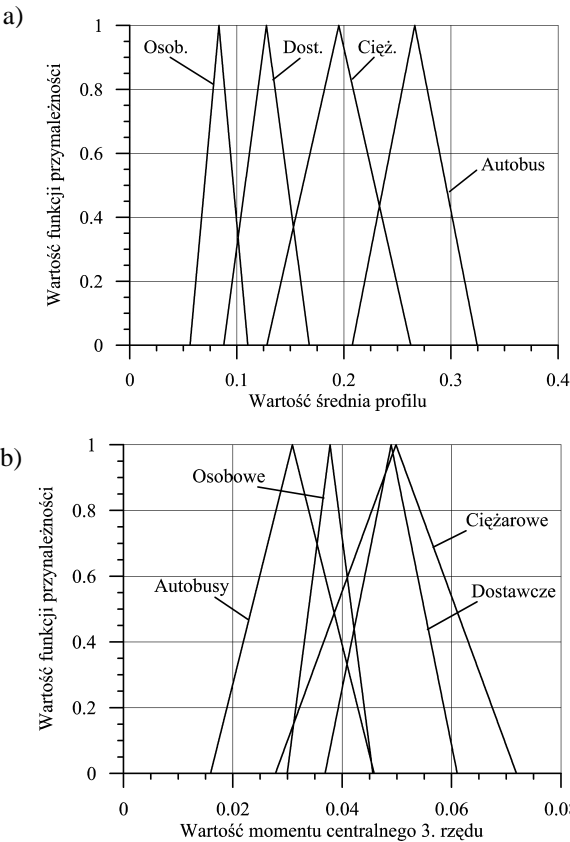 a)
1
Osob.
Dost.
Cięż.
0.8
0.6
Autobus
0.4
0.2
0
0
0.1
0.2
0.3
0.4
Wartość funkcji przymależności
Wartość średnia profilu
b)
1
Osobowe
0.8
Ciężarowe
0.6
Autobusy
Dostawcze
0.4
0.2
0
0
0.02
0.04
0.06
Wartość funkcji przynależności
Wartość momentu centralnego 3. rzędu